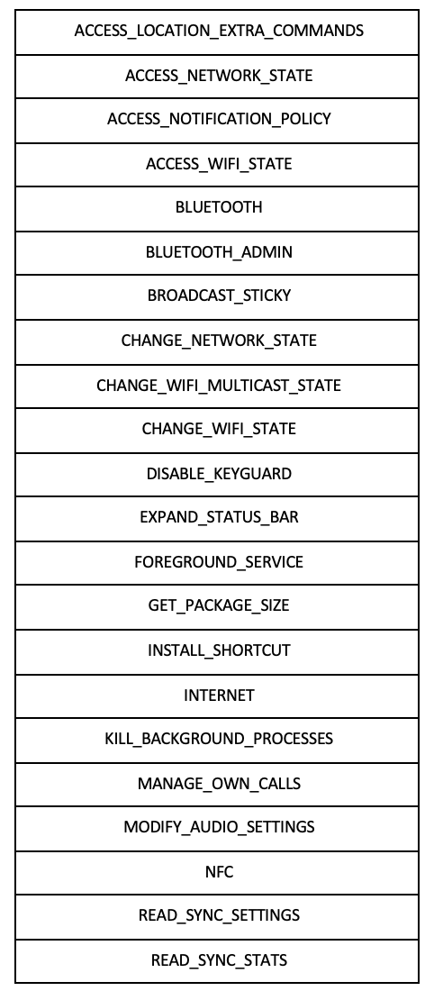 ACCESS_LOCATION_EXTRA_COMMANDS
ACCESS_NETWORK_STATE
ACCESS_NOTIFICATION_POLICY
ACCESS_WIFI_STATE
BLUETOOTH
BLUETOOTH_ADMIN
BROADCAST_STICKY
CHANGE_NETWORK_STATE
CHANGE_WIFI_MULTICAST_STATE
CHANGE_WIFI_STATE
DISABLE_KEYGUARD
EXPAND_STATUS_BAR
FOREGROUND_SERVICE
GET_PACKAGE_SIZE
INSTALL_SHORTCUT
INTERNET
KILL_BACKGROUND_PROCESSES
MANAGE_OWN_CALLS
MODIFY_AUDIO_SETTINGS
NFC
READ_SYNC_SETTINGS
READ_SYNC_STATS